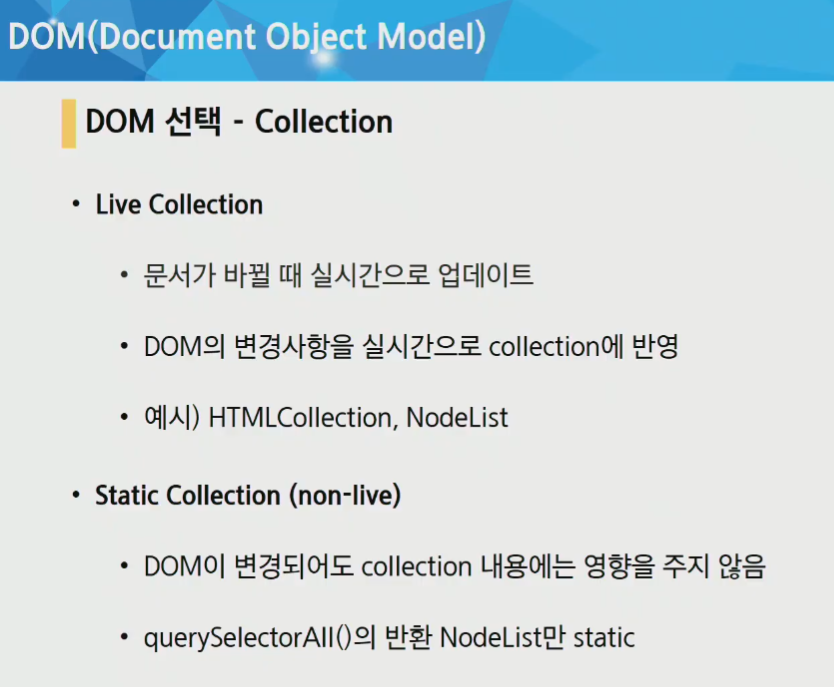 DOM(Document Object Model)
DOM 선택 - Collection
• Live Collection
• 문서가 바뀔 때 실시간으로 업데이트
• DOM의 변경사항을 실시간으로 collection에 반영
• 예시) HTMLCollection, NodeList
• Static Collection (non-live)
• DOM이 변경되어도 collection 내용에는 영향을 주지 않음
• querySelectorAll()의 반환 NodeList만 static